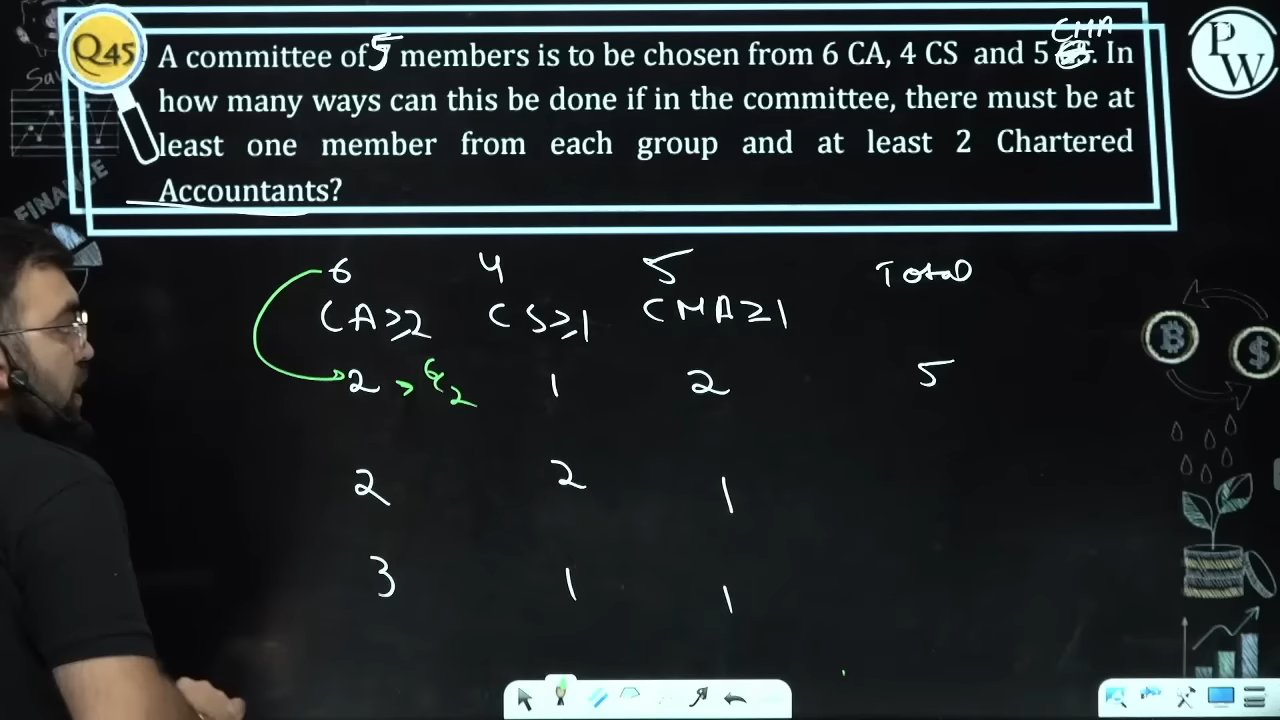 Q45 A committee of 5 members is to be chosen from 6 CA, 4 CS and 5 CMA. In
how many ways can this be done if in the committee, there must be at
least one member from each group and at least 2 Chartered
Accountants?
PW
FINANCE
6 4 5 Total
CA≥2 CS≥1 CMA≥1
2 → ⁶C₂ 1 2 5
2 2 1
3 1 1